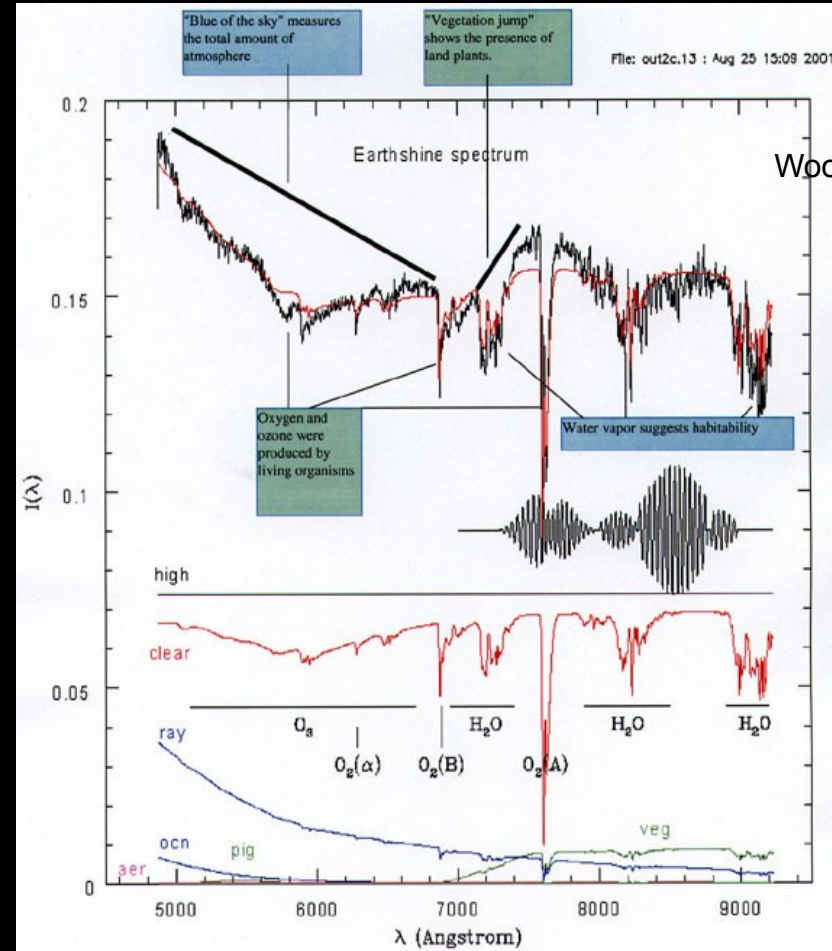 "Blue of the sky" measures
the total amount of
atmosphere
"Vegetation jump"
shows the presence of
land plants.
File: out2c.13 : Aug 25 15:09 2001
0.2
Earthshine spectrum
Woo
0.15
Oxygen and
ozone were
produced by
living organisms
Water vapor suggests habitability
I(λ)
0.1
high
clear
0.05
O₃
H₂O
H₂O
H₂O
ray
O₂(α)
O₂(B)
O₂(A)
ocn
pig
veg
aer
0
5000
6000
7000
8000
9000
λ (Angstrom)